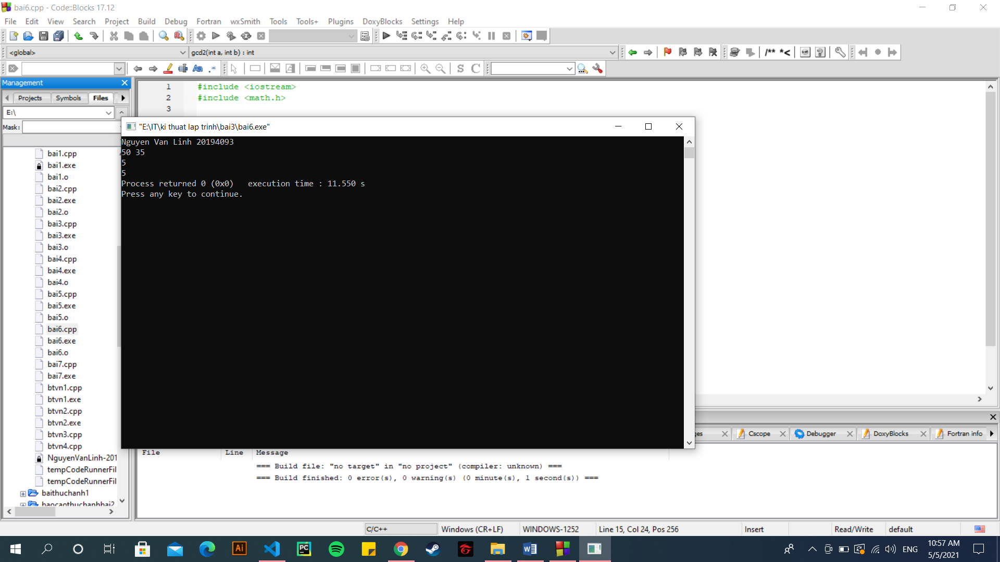 bai6.cpp - Code::Blocks 17.12
File Edit View Search Project Build Debug Fortran wxSmith Tools Tools+ Plugins DoxyBlocks Settings Help
<global> gcd2(int a, int b) : int
/** *<
Management
Projects Symbols Files
E:\
Mask:
1 #include <iostream>
2 #include <math.h>
3
"E:\IT\ki thuat lap trinh\bai3\bai6.exe"
Nguyen Van Linh 20194093
50 35
5
5
Process returned 0 (0x0)   execution time : 11.550 s
Press any key to continue.
bai1.cpp
bai1.exe
bai1.o
bai2.cpp
bai2.exe
bai2.o
bai3.cpp
bai3.exe
bai3.o
bai4.cpp
bai4.exe
bai4.o
bai5.cpp
bai5.exe
bai5.o
bai6.cpp
bai6.exe
bai6.o
bai7.cpp
bai7.exe
btvn1.cpp
btvn1.exe
btvn2.cpp
btvn2.exe
btvn3.cpp
btvn4.cpp
NguyenVanLinh-201
tempCodeRunnerFil
tempCodeRunnerFil
baithuchanh1
baocaothuchanhbai2
ges Cscope Debugger DoxyBlocks Fortran info
File Line Message
=== Build file: "no target" in "no project" (compiler: unknown) ===
=== Build finished: 0 error(s), 0 warning(s) (0 minute(s), 1 second(s)) ===
C/C++ Windows (CR+LF) WINDOWS-1252 Line 15, Col 24, Pos 256 Insert Read/Write default
Ai PC ENG 10:57 AM
5/5/2021